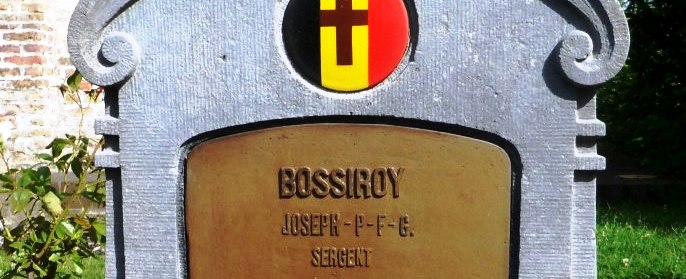 BOSSIROY
JOSEPH-P-F-G.
SERGENT